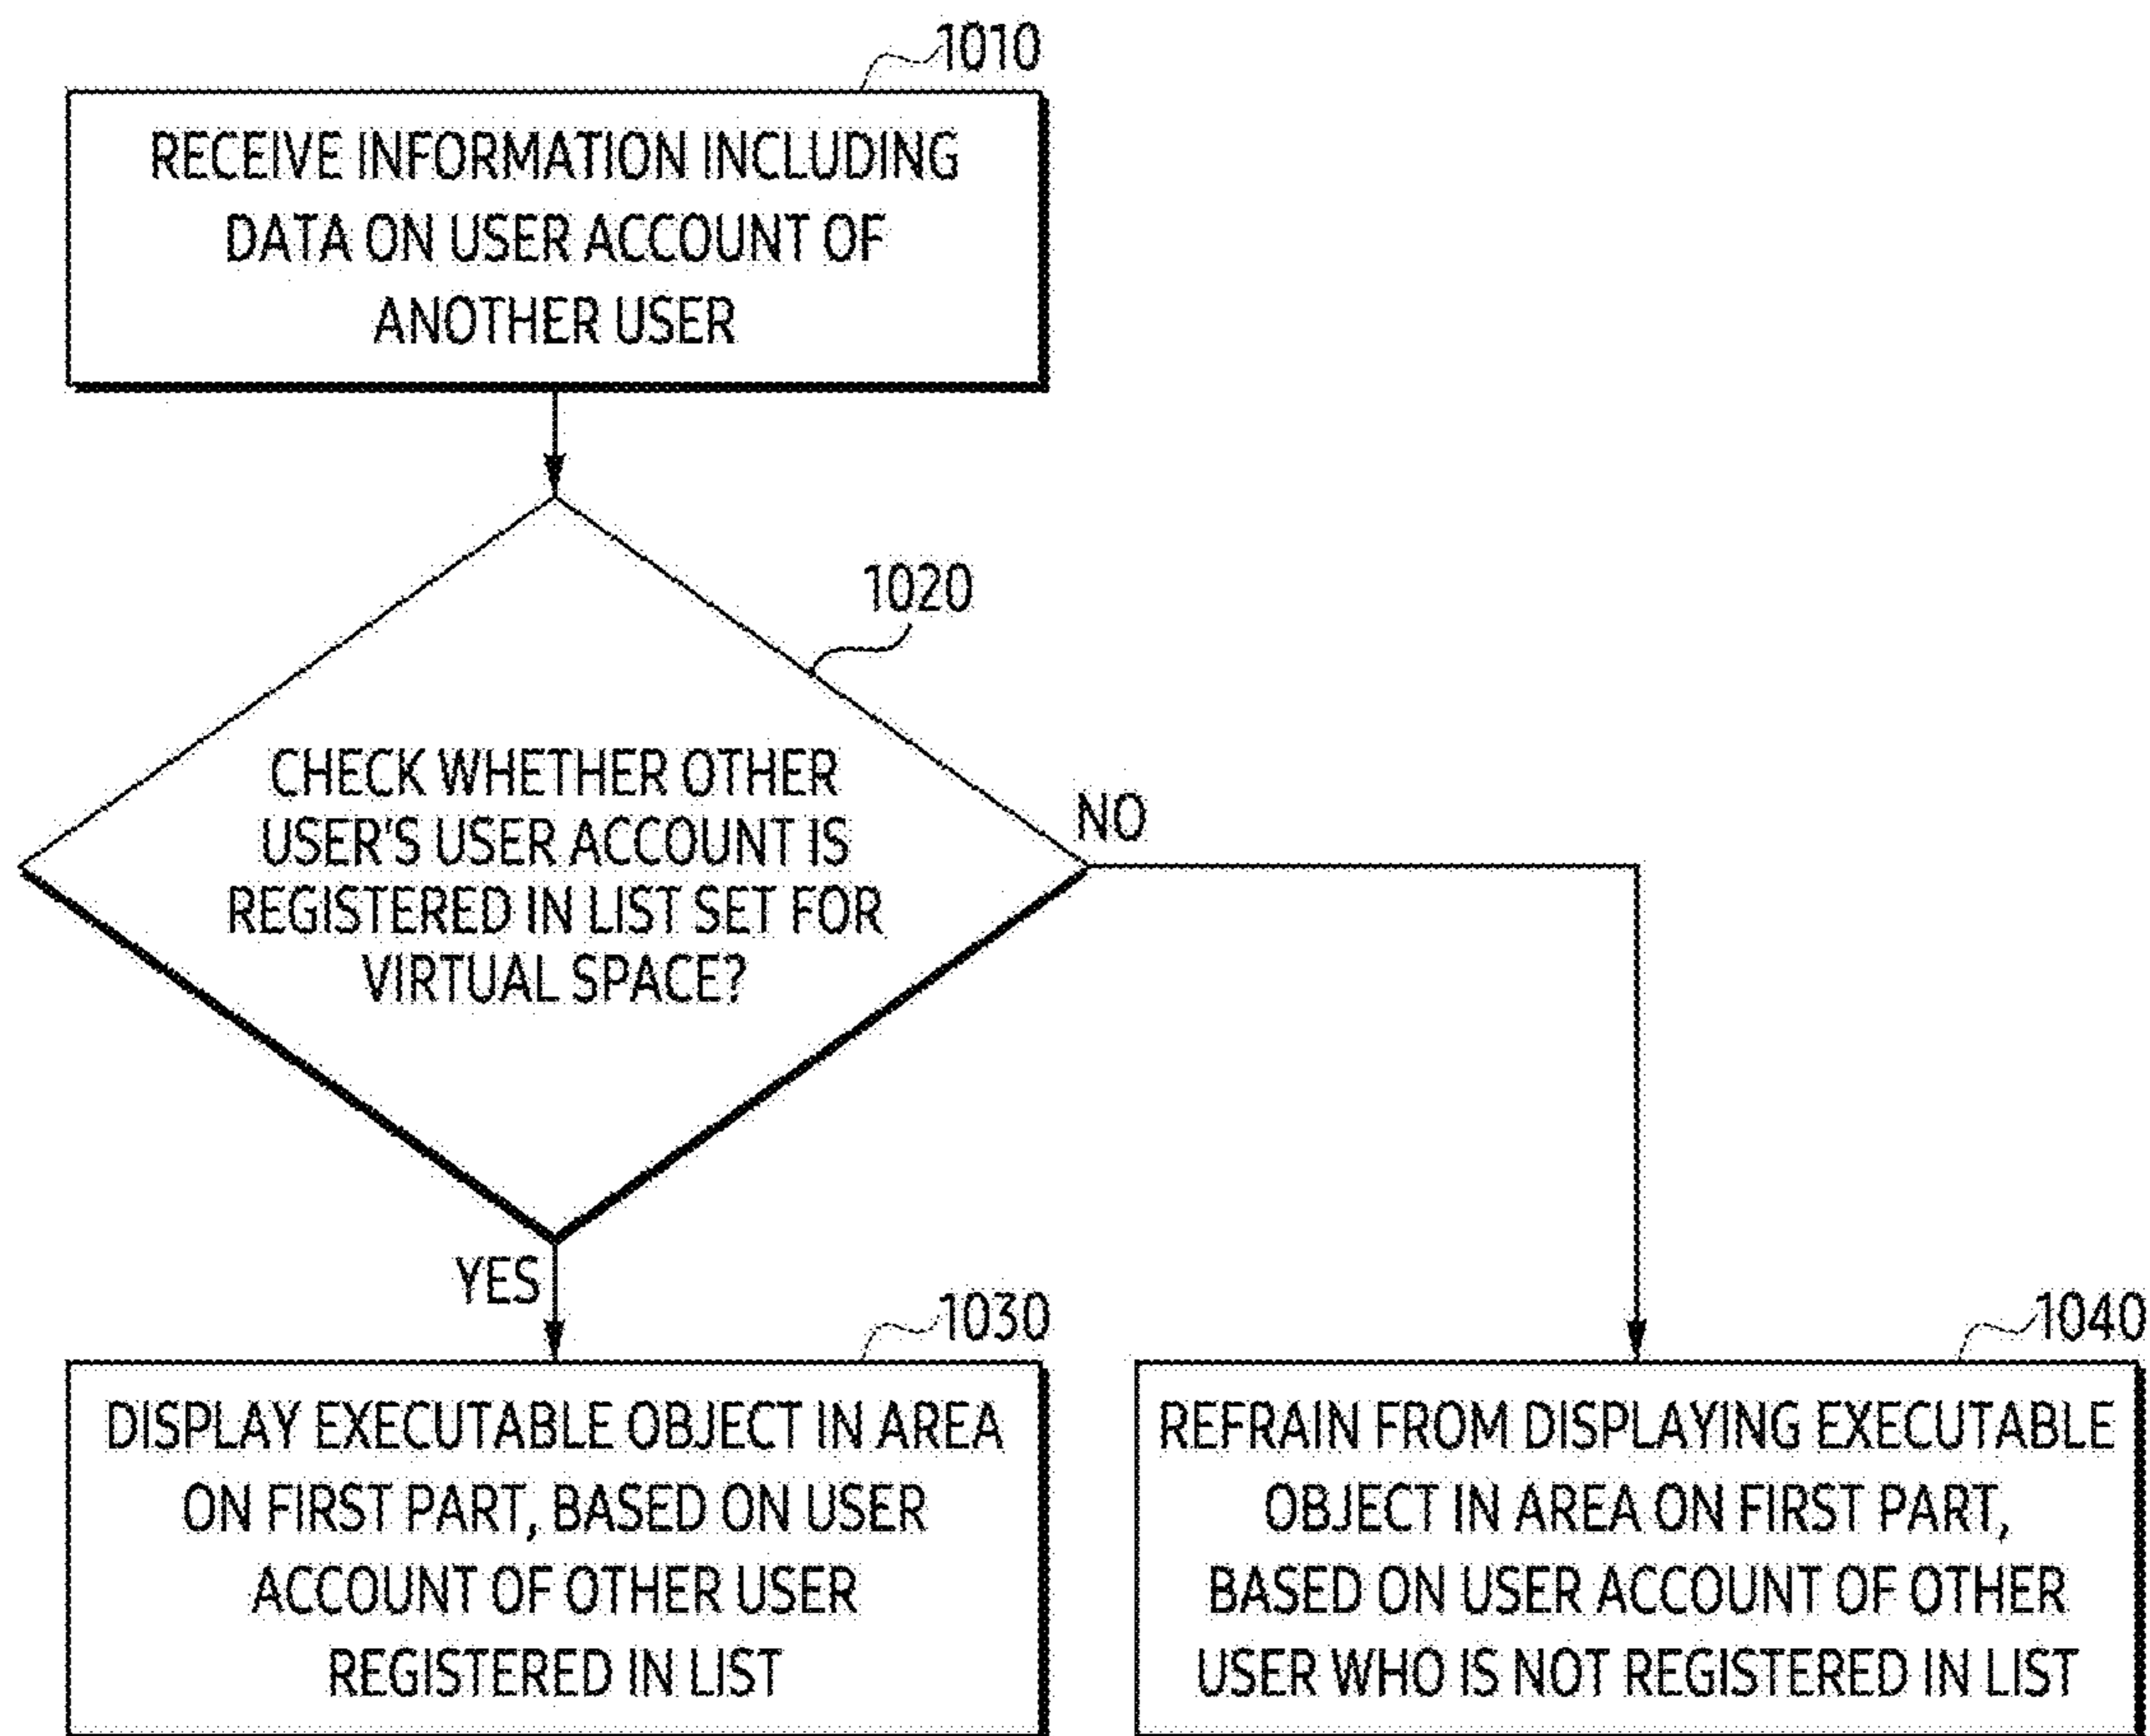 1010
RECEIVE INFORMATION INCLUDING
DATA ON USER ACCOUNT OF
ANOTHER USER
1020
CHECK WHETHER OTHER
USER'S USER ACCOUNT IS
REGISTERED IN LIST SET FOR
VIRTUAL SPACE?
NO
YES
1030
DISPLAY EXECUTABLE OBJECT IN AREA
ON FIRST PART, BASED ON USER
ACCOUNT OF OTHER USER
REGISTERED IN LIST
1040
REFRAIN FROM DISPLAYING EXECUTABLE
OBJECT IN AREA ON FIRST PART,
BASED ON USER ACCOUNT OF OTHER
USER WHO IS NOT REGISTERED IN LIST